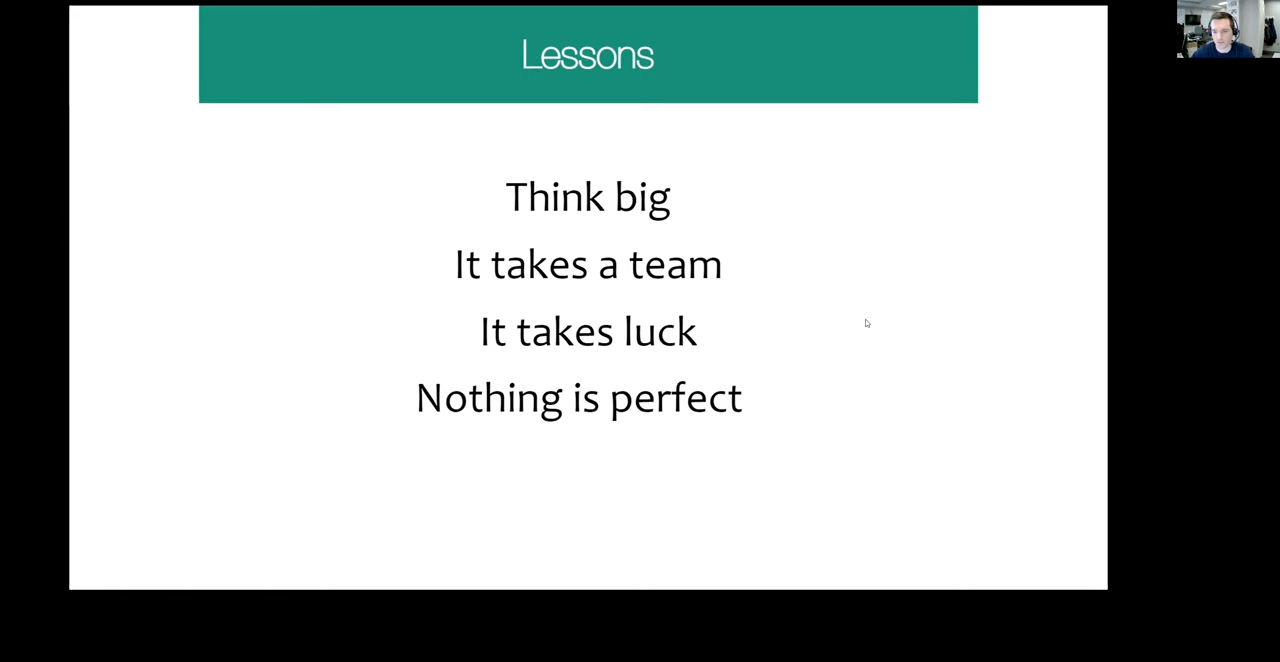 Lessons
Think big
It takes a team
It takes luck
Nothing is perfect